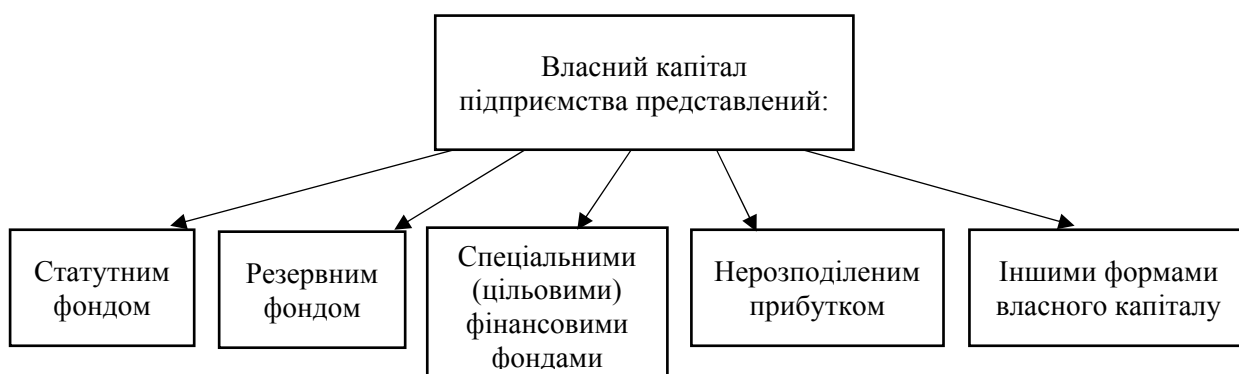 Власний капітал
підприємства представлений:
Статутним
фондом
Резервним
фондом
Спеціальними
(цільовими)
фінансовими
фондами
Нерозподіленим
прибутком
Іншими формами
власного капіталу